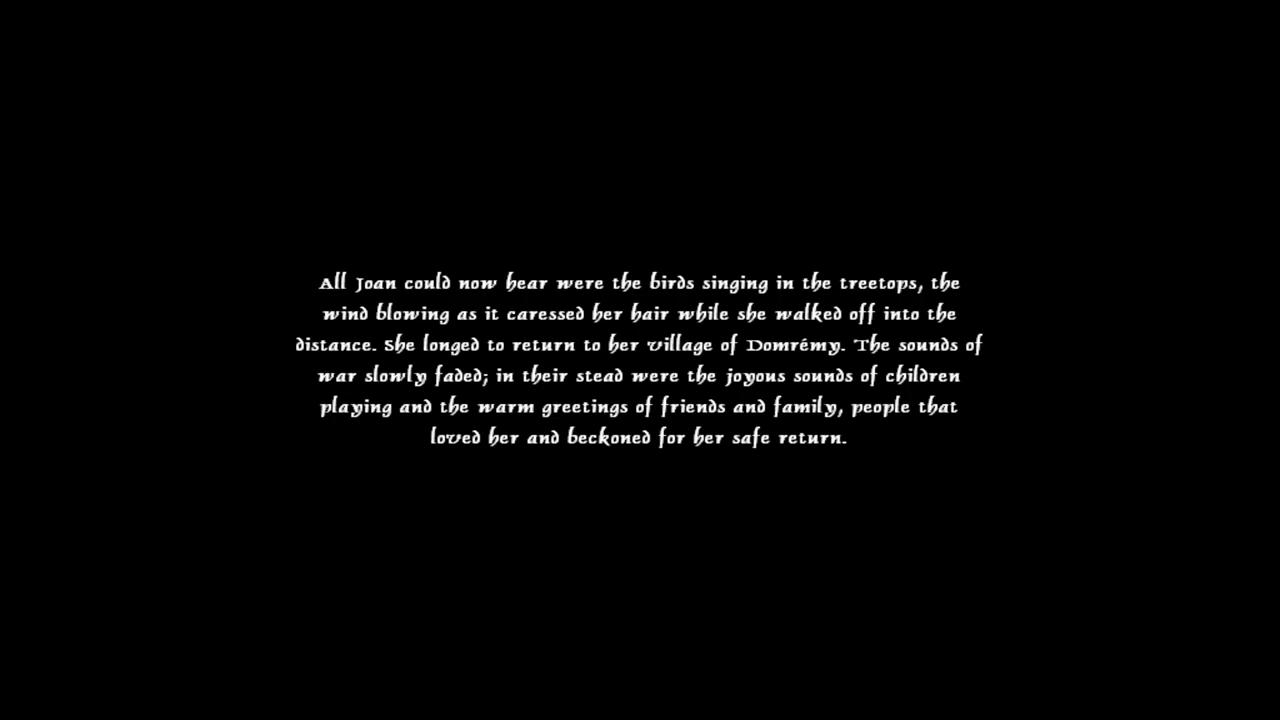 All Joan could now hear were the birds singing in the treetops, the
wind blowing as it caressed her hair while she walked off into the
distance. She longed to return to her village of Domrémy. The sounds of
war slowly faded; in their stead were the joyous sounds of children
playing and the warm greetings of friends and family, people that
loved her and beckoned for her safe return.